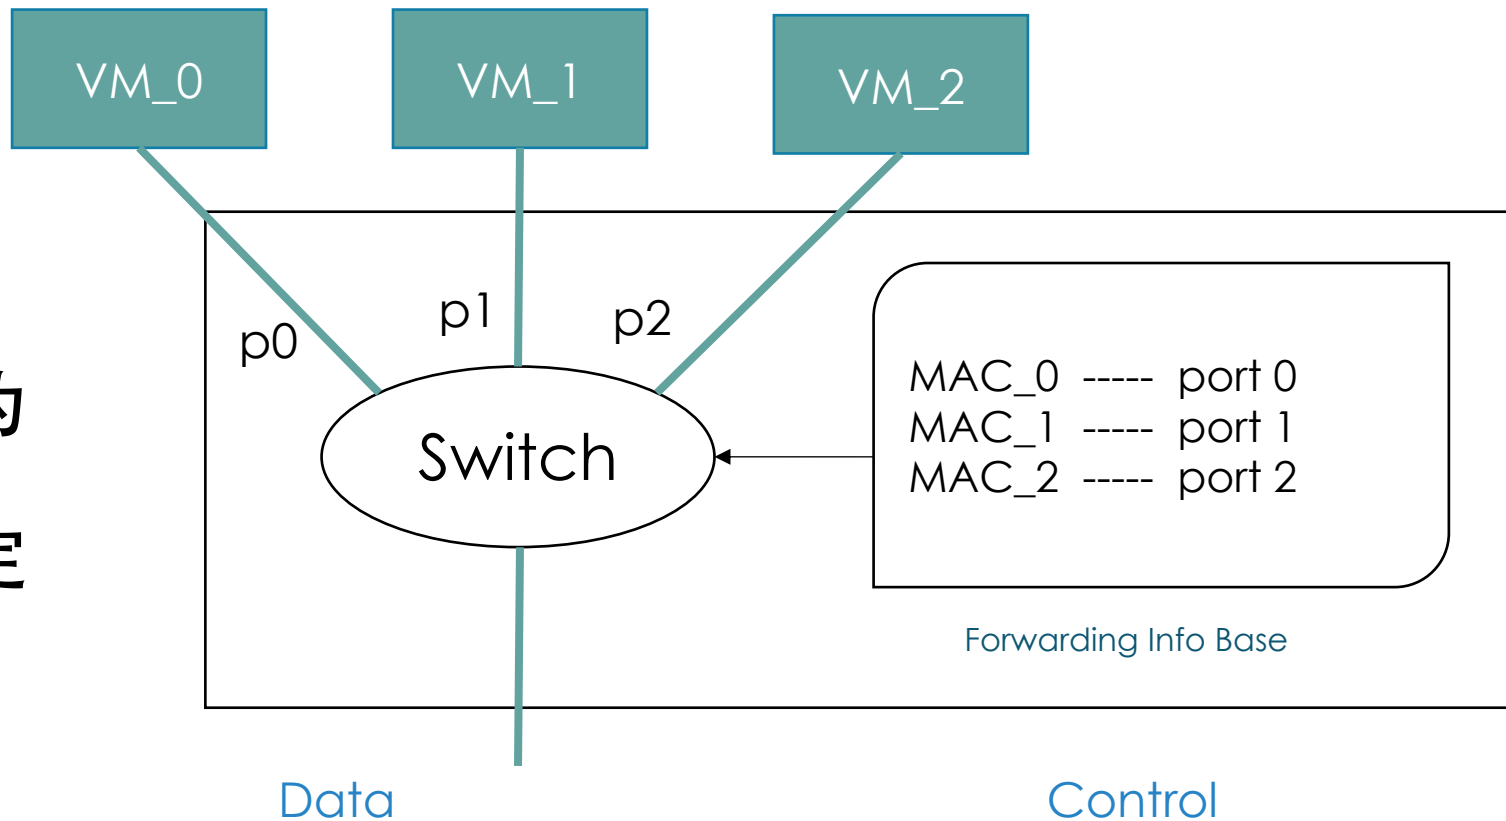 VM_0
VM_1
VM_2
p0
p1
p2
的
Switch
MAC_0 ----- port 0
MAC_1 ----- port 1
MAC_2 ----- port 2
Forwarding Info Base
Data
Control